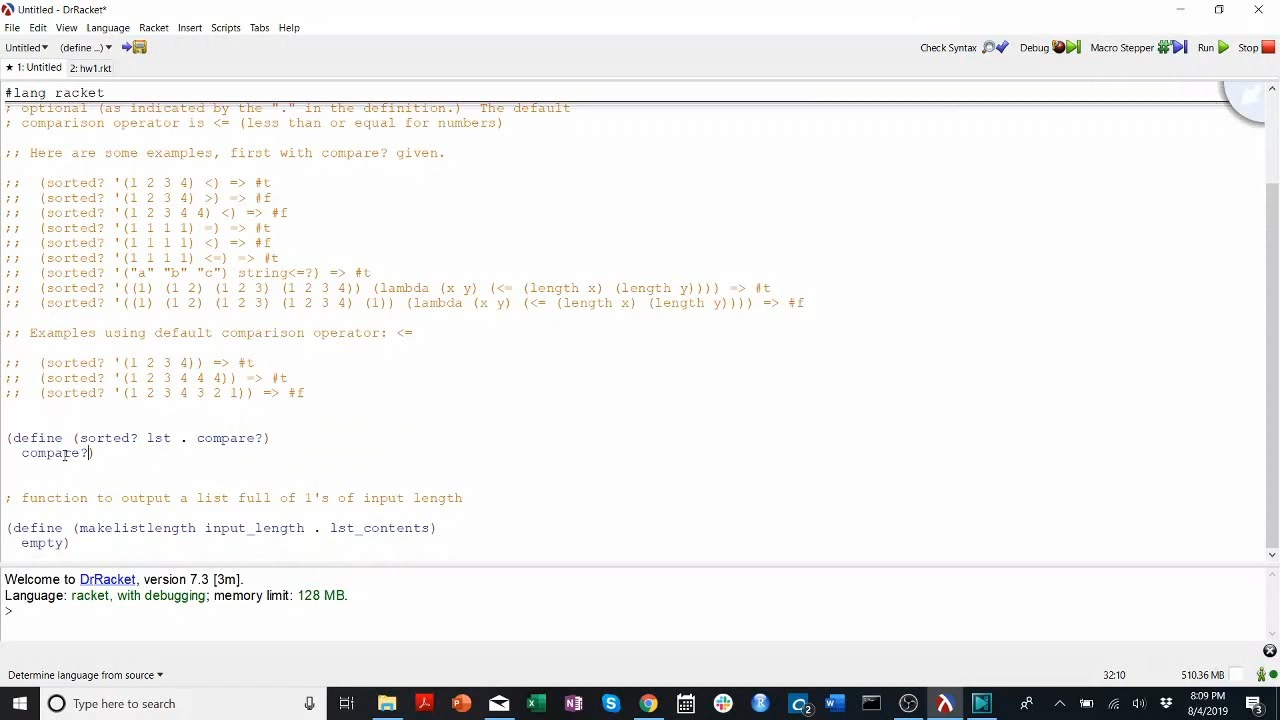 Untitled - DrRacket*
File Edit View Language Racket Insert Scripts Tabs Help
Untitled▾ (define ...)▾ Check Syntax Debug Macro Stepper Run Stop
★ 1: Untitled 2: hw1.rkt
#lang racket
; optional (as indicated by the "." in the definition.)  The default
; comparison operator is <= (less than or equal for numbers)
;; Here are some examples, first with compare? given.
;;  (sorted? '(1 2 3 4) <) => #t
;;  (sorted? '(1 2 3 4) >) => #f
;;  (sorted? '(1 2 3 4 4) <) => #f
;;  (sorted? '(1 1 1 1) =) => #t
;;  (sorted? '(1 1 1 1) <) => #f
;;  (sorted? '(1 1 1 1) <=) => #t
;;  (sorted? '("a" "b" "c") string<=?) => #t
;;  (sorted? '((1) (1 2) (1 2 3) (1 2 3 4)) (lambda (x y) (<= (length x) (length y)))) => #t
;;  (sorted? '((1) (1 2) (1 2 3) (1 2 3 4) (1)) (lambda (x y) (<= (length x) (length y)))) => #f
;; Examples using default comparison operator: <=
;;  (sorted? '(1 2 3 4)) => #t
;;  (sorted? '(1 2 3 4 4 4)) => #t
;;  (sorted? '(1 2 3 4 3 2 1)) => #f
(define (sorted? lst . compare?)
  compare?)
; function to output a list full of 1's of input length
(define (makelistlength input_length . lst_contents)
  empty)
Welcome to DrRacket, version 7.3 [3m].
Language: racket, with debugging; memory limit: 128 MB.
>
Determine language from source▾ 32:10 510.36 MB
Type here to search 8:09 PM
8/4/2019